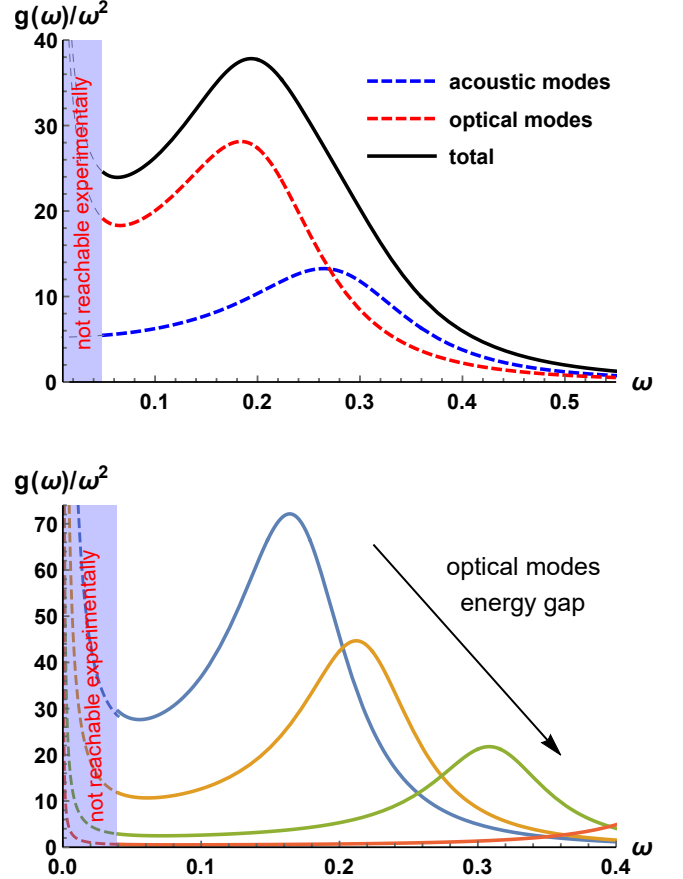 g(ω)/ω²
40
30
20
10
0
not reachable experimentally
acoustic modes
optical modes
total
0.1 0.2 0.3 0.4 0.5 ω
g(ω)/ω²
70
60
50
40
30
20
10
0
not reachable experimentally
optical modes
energy gap
0.0 0.1 0.2 0.3 0.4 ω